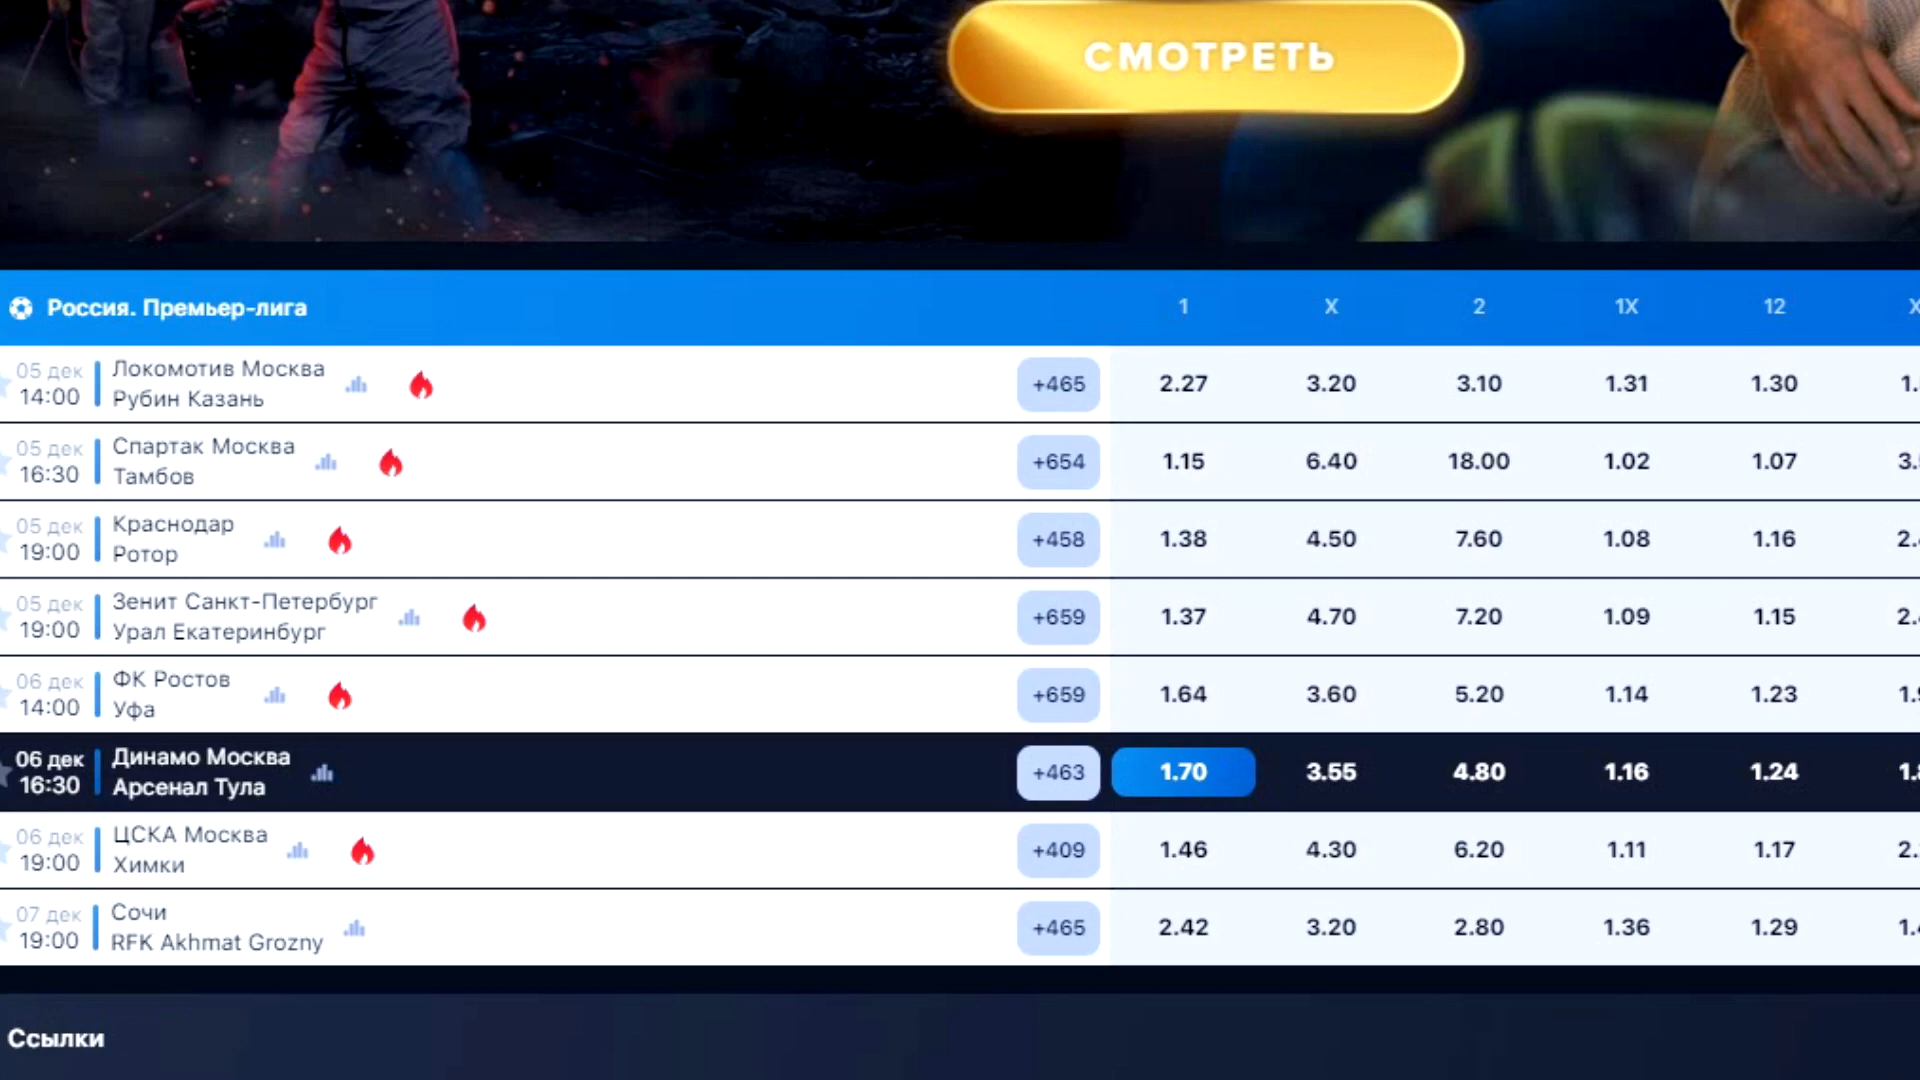 СМОТРЕТЬ
Россия. Премьер-лига 1 X 2 1X 12
05 дек
14:00
Локомотив Москва
Рубин Казань
+465 2.27 3.20 3.10 1.31 1.30
05 дек
16:30
Спартак Москва
Тамбов
+654 1.15 6.40 18.00 1.02 1.07
05 дек
19:00
Краснодар
Ротор
+458 1.38 4.50 7.60 1.08 1.16
05 дек
19:00
Зенит Санкт-Петербург
Урал Екатеринбург
+659 1.37 4.70 7.20 1.09 1.15
06 дек
14:00
ФК Ростов
Уфа
+659 1.64 3.60 5.20 1.14 1.23
06 дек
16:30
Динамо Москва
Арсенал Тула
+463 1.70 3.55 4.80 1.16 1.24
06 дек
19:00
ЦСКА Москва
Химки
+409 1.46 4.30 6.20 1.11 1.17
07 дек
19:00
Сочи
RFK Akhmat Grozny
+465 2.42 3.20 2.80 1.36 1.29
Ссылки